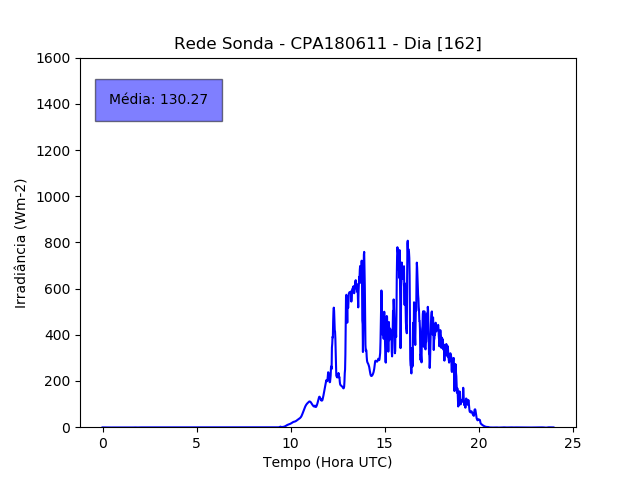 Rede Sonda - CPA180611 - Dia [162]
1600
1400
1200
1000
800
600
400
200
0
Média: 130.27
Irradiância (Wm-2)
0 5 10 15 20 25
Tempo (Hora UTC)